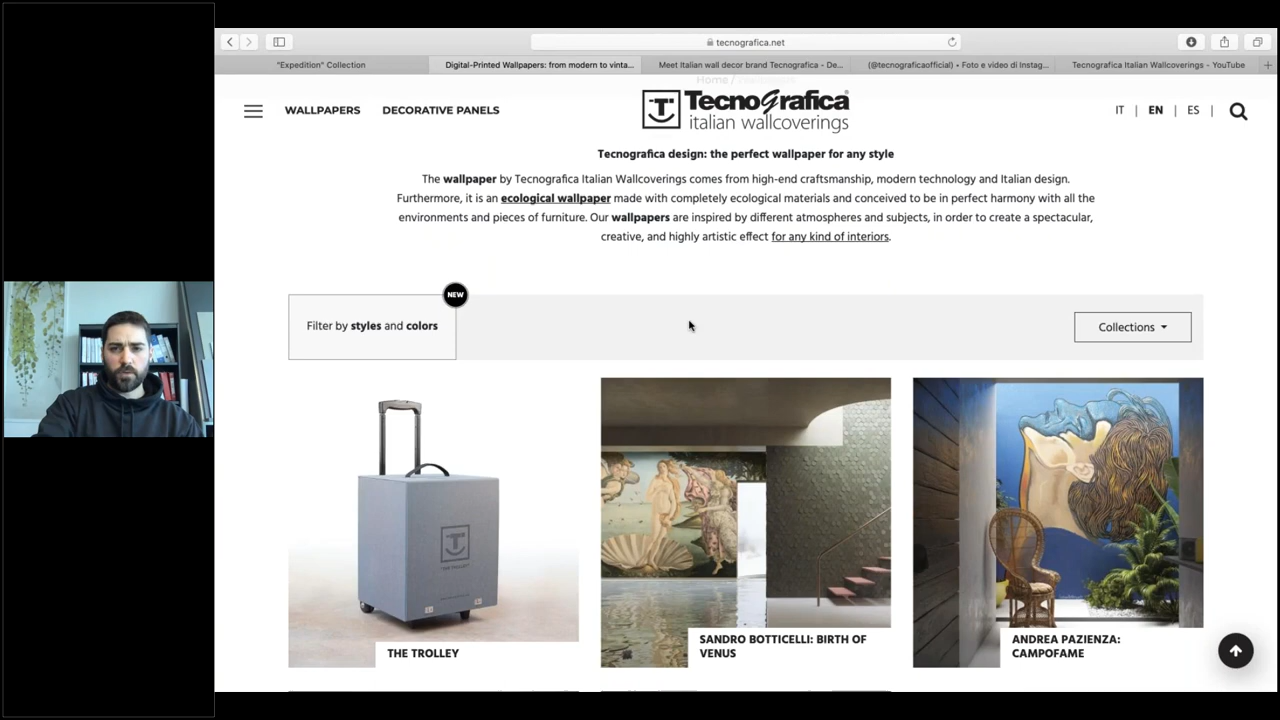 tecnografica.net
"Expedition" Collection
Digital-Printed Wallpapers: from modern to vinta...
Meet Italian wall decor brand Tecnografica - De...
(@tecnograficaofficial) • Foto e video di Instag...
Tecnografica Italian Wallcoverings - YouTube
Home /
WALLPAPERS
DECORATIVE PANELS
TecnoGrafica
italian wallcoverings
IT | EN | ES |
Tecnografica design: the perfect wallpaper for any style
The wallpaper by Tecnografica Italian Wallcoverings comes from high-end craftsmanship, modern technology and Italian design.
Furthermore, it is an ecological wallpaper made with completely ecological materials and conceived to be in perfect harmony with all the
environments and pieces of furniture. Our wallpapers are inspired by different atmospheres and subjects, in order to create a spectacular,
creative, and highly artistic effect for any kind of interiors.
NEW
Filter by styles and colors
Collections
THE TROLLEY
THE TROLLEY
SANDRO BOTTICELLI: BIRTH OF
VENUS
ANDREA PAZIENZA:
CAMPOFAME